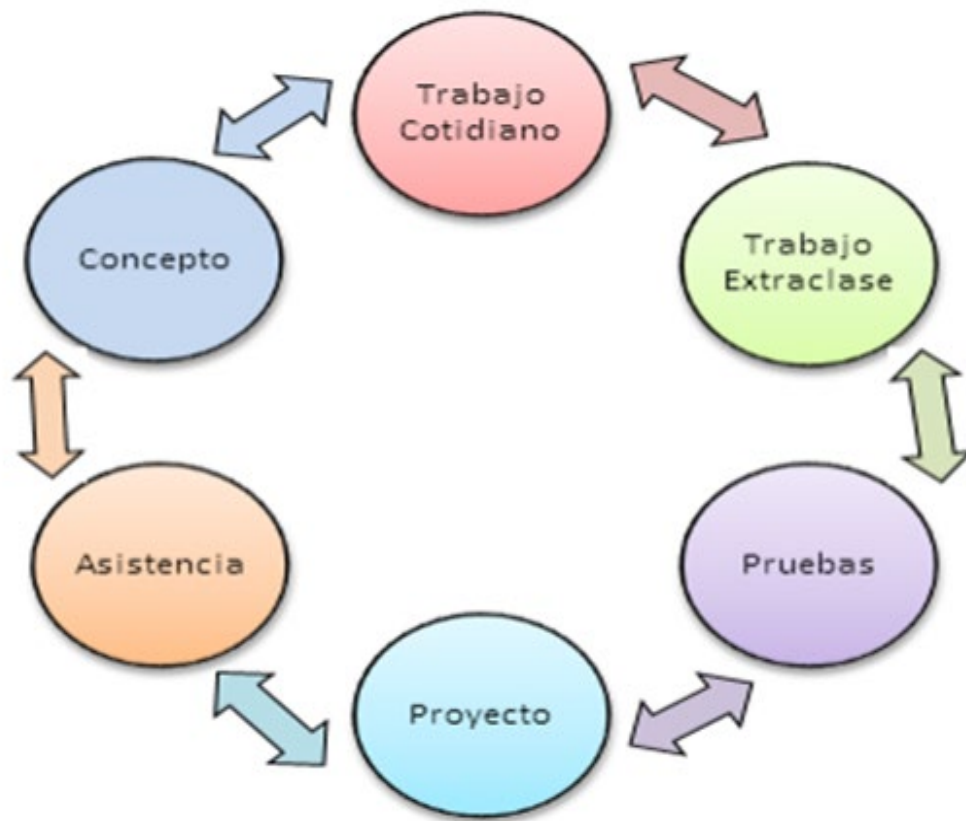 Trabajo
Cotidiano
Trabajo
Extraclase
Pruebas
Proyecto
Asistencia
Concepto